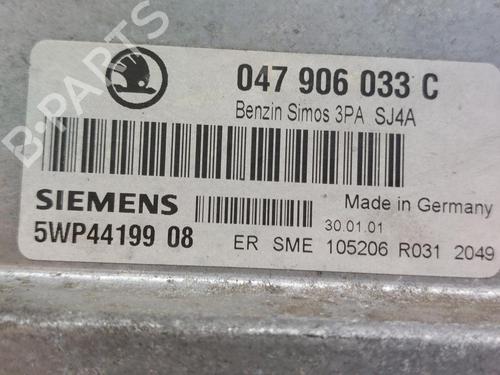 B-PARTS
047 906 033 C
Benzin Simos 3PA SJ4A
SIEMENS
Made in Germany
30.01.01
5WP44199 08
ER SME 105206 R031 2049